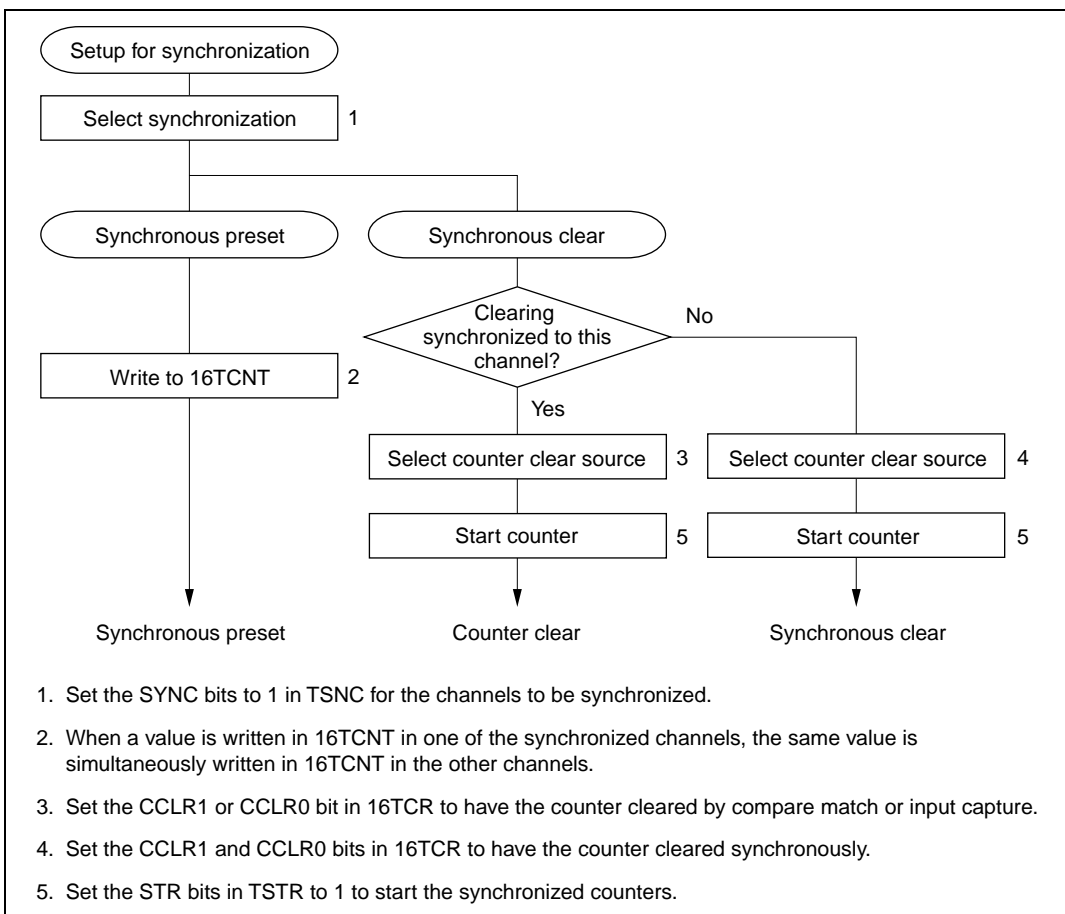 Setup for synchronization
Select synchronization 1
Synchronous preset
Synchronous clear
Clearing
synchronized to this
channel?
No
Yes
Write to 16TCNT 2
Select counter clear source 3
Select counter clear source 4
Start counter 5
Start counter 5
Synchronous preset
Counter clear
Synchronous clear
1. Set the SYNC bits to 1 in TSNC for the channels to be synchronized.
2. When a value is written in 16TCNT in one of the synchronized channels, the same value is
simultaneously written in 16TCNT in the other channels.
3. Set the CCLR1 or CCLR0 bit in 16TCR to have the counter cleared by compare match or input capture.
4. Set the CCLR1 and CCLR0 bits in 16TCR to have the counter cleared synchronously.
5. Set the STR bits in TSTR to 1 to start the synchronized counters.